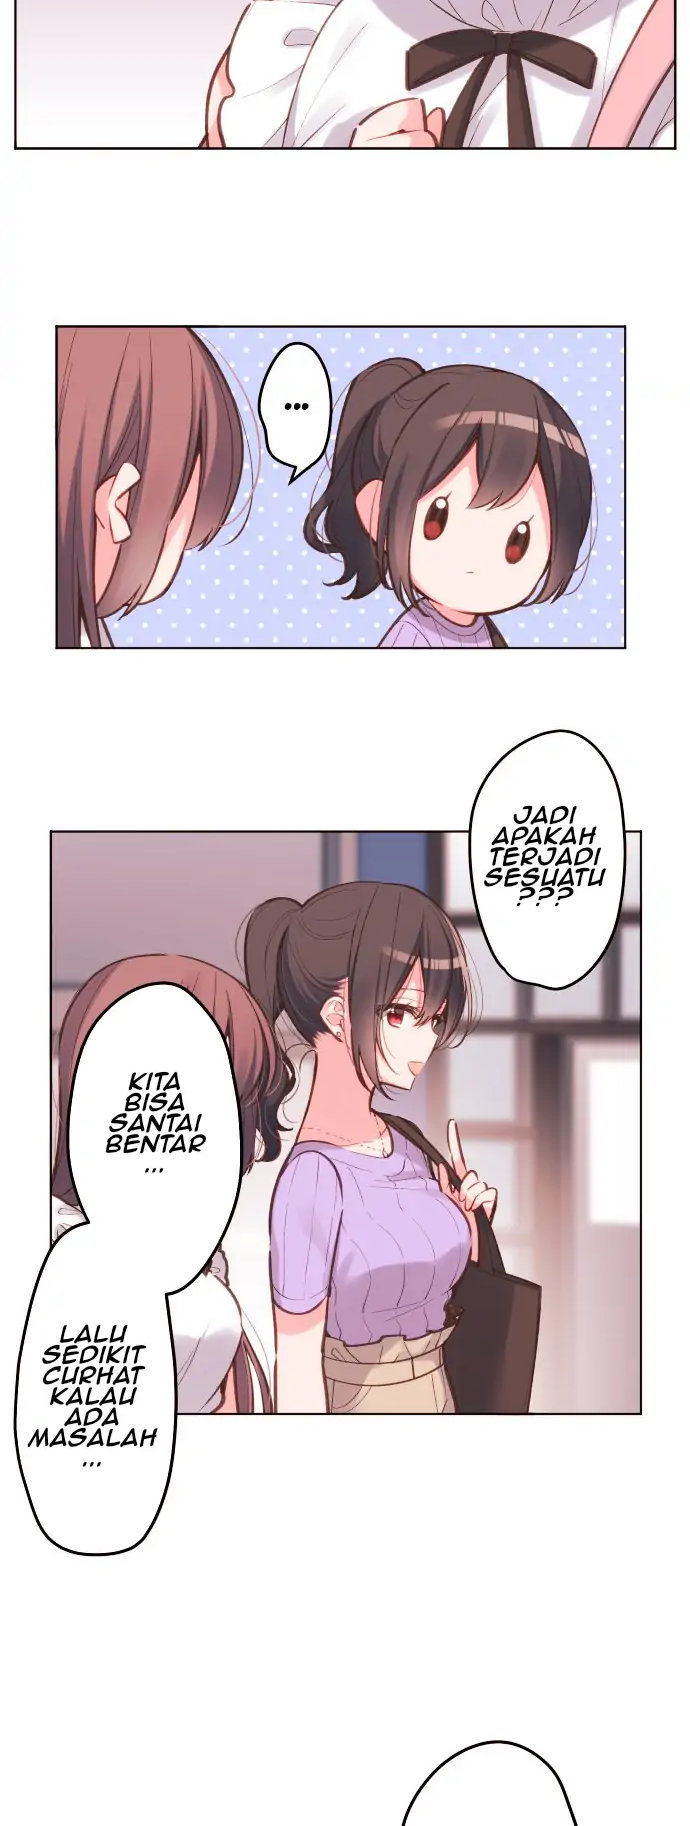 ...
JADI
APAKAH
TERJADI
SESUATU
???
KITA
BISA
SANTAI
BENTAR
...
LALU
SEDIKIT
CURHAT
KALAU
ADA
MASALAH
...